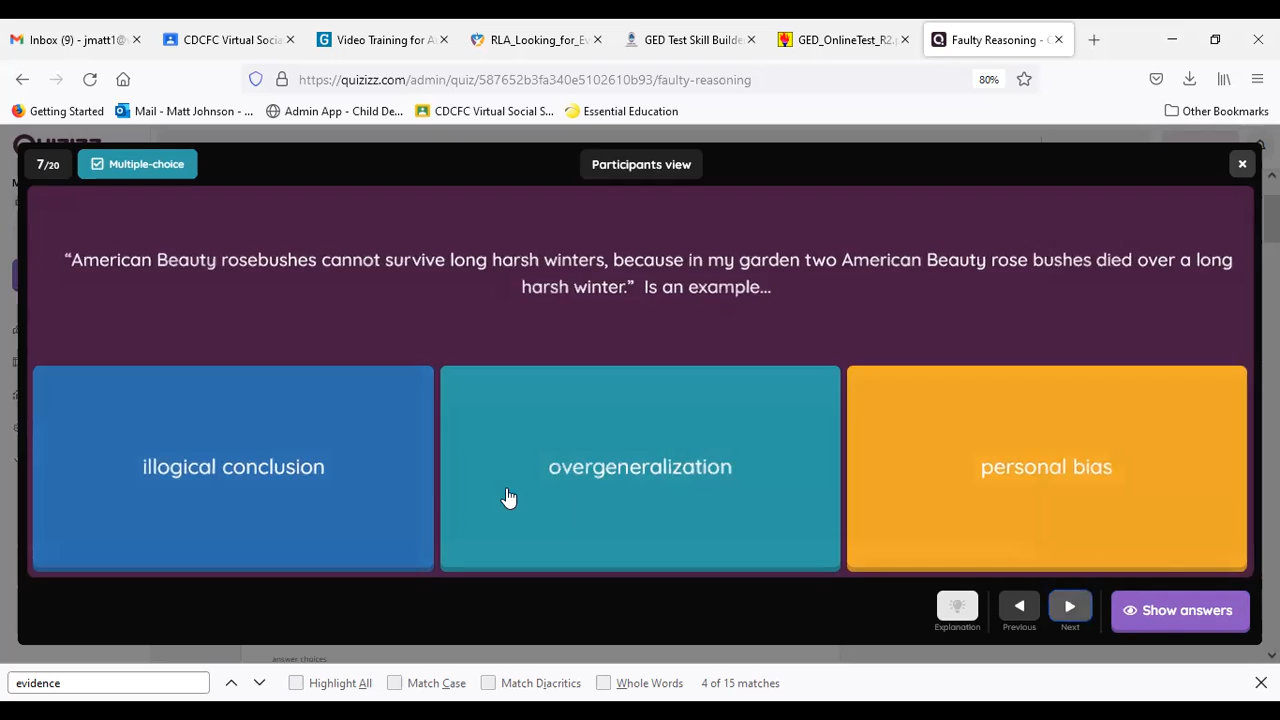 Inbox (9) - jmatt1@
CDCFC Virtual Socia
Video Training for A
RLA_Looking_for_Ev
GED Test Skill Builde
GED_OnlineTest_R2.p
Faulty Reasoning - 
https://quizizz.com/admin/quiz/587652b3fa340e5102610b93/faulty-reasoning
80%
Getting Started
Mail - Matt Johnson - ...
Admin App - Child De...
CDCFC Virtual Social S...
Essential Education
Other Bookmarks
7/20
Multiple-choice
Participants view
“American Beauty rosebushes cannot survive long harsh winters, because in my garden two American Beauty rose bushes died over a long
harsh winter.”  Is an example...
illogical conclusion
overgeneralization
personal bias
Explanation
Previous
Next
Show answers
answer choices
evidence
Highlight All
Match Case
Match Diacritics
Whole Words
4 of 15 matches